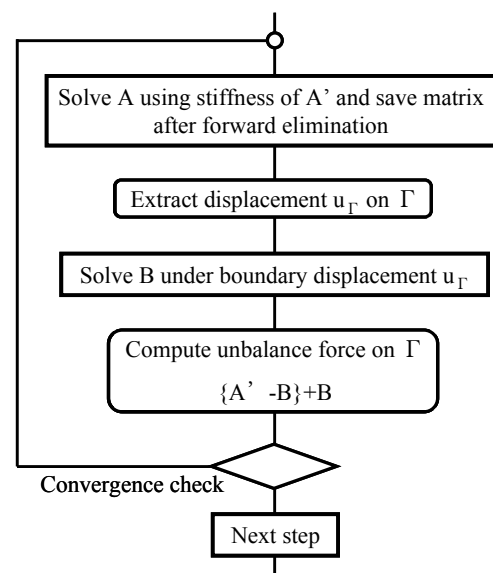 Solve A using stiffness of A’ and save matrix
after forward elimination
Extract displacement u_Γ on Γ
Solve B under boundary displacement u_Γ
Compute unbalance force on Γ
{A’ -B}+B
Convergence check
Next step